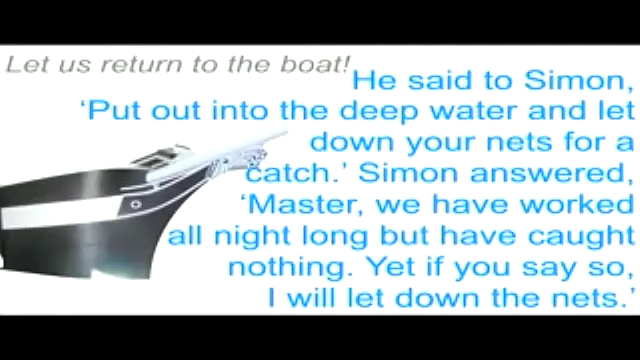 Let us return to the boat!
He said to Simon,
‘Put out into the deep water and let
down your nets for a
catch.’ Simon answered,
‘Master, we have worked
all night long but have caught
nothing. Yet if you say so,
I will let down the nets.’